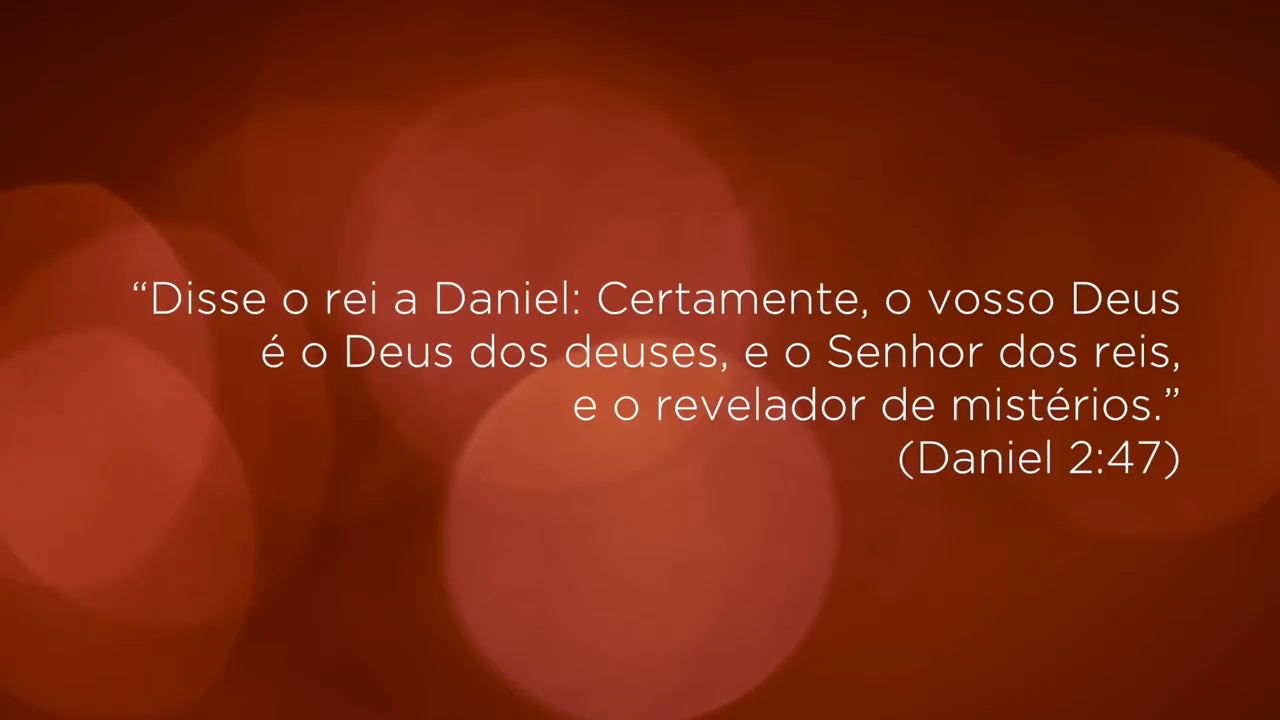 “Disse o rei a Daniel: Certamente, o vosso Deus
é o Deus dos deuses, e o Senhor dos reis,
e o revelador de mistérios.”
(Daniel 2:47)